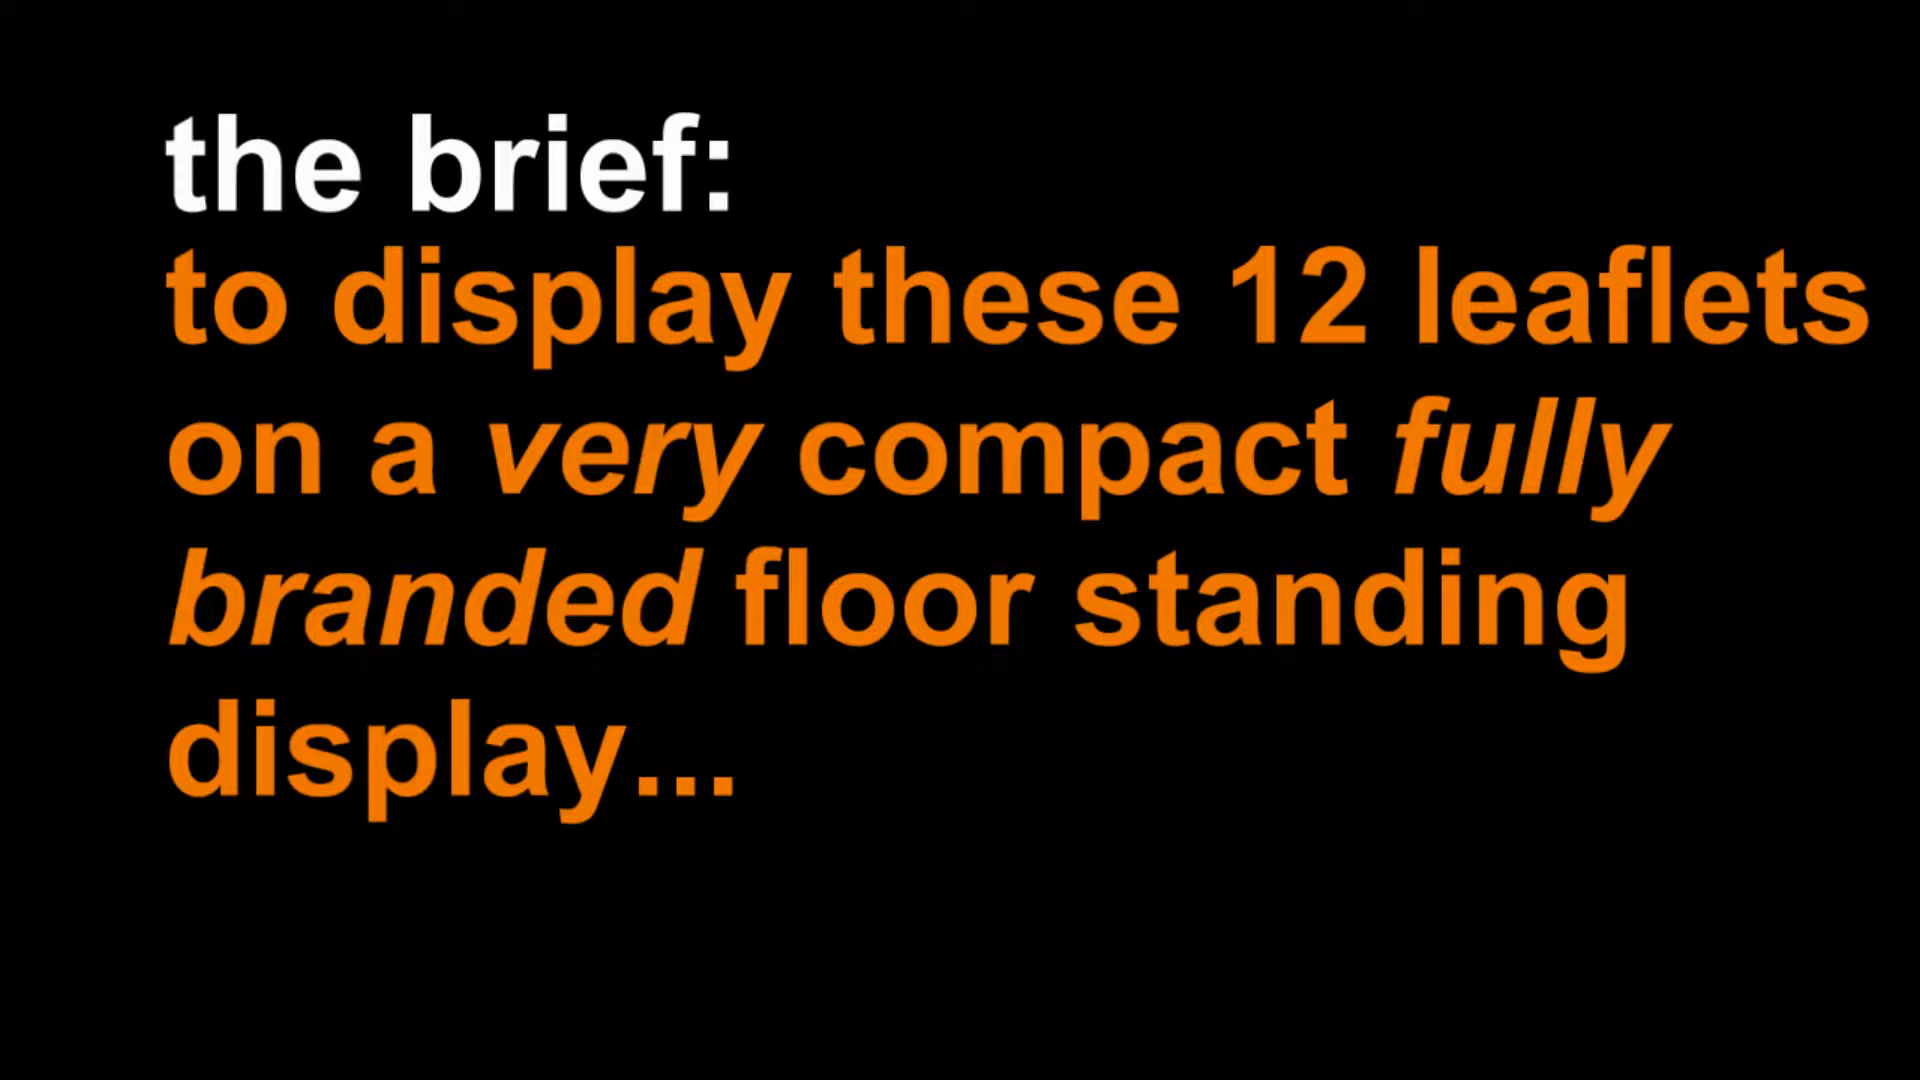 the brief:
to display these 12 leaflets
on a very compact fully
branded floor standing
display...